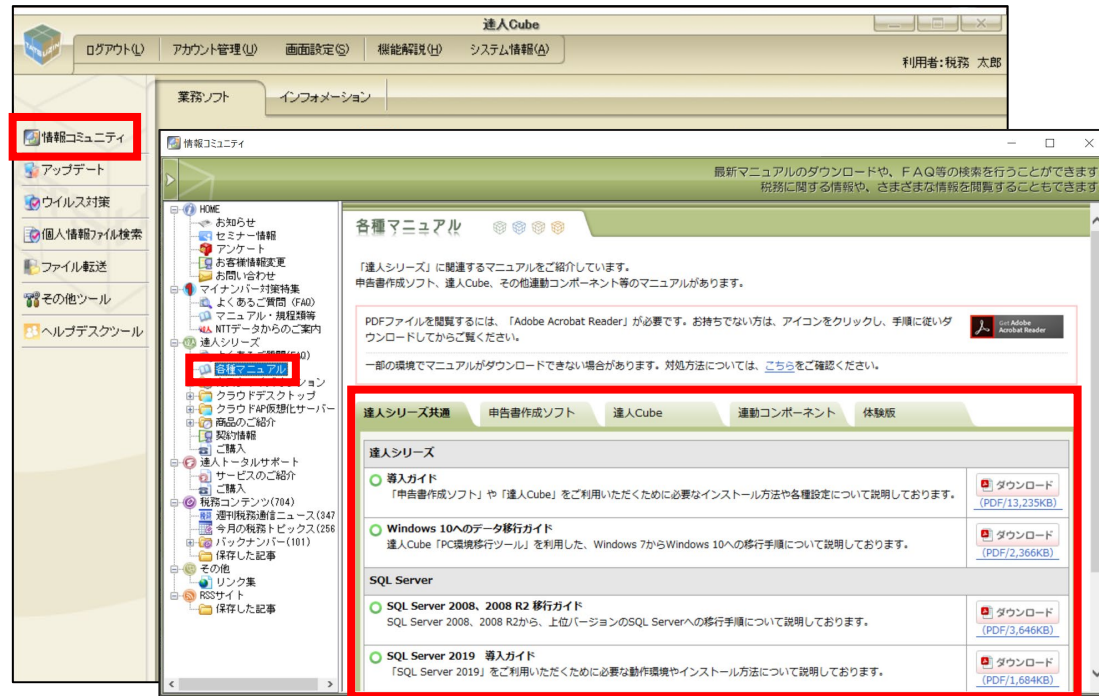 達人Cube
ログアウト(L) アカウント管理(U) 画面設定(S) 機能解説(H) システム情報(A)
利用者:税務 太郎
業務ソフト インフォメーション
情報コミュニティ
アップデート
ウイルス対策
個人情報ファイル検索
ファイル転送
その他ツール
ヘルプデスクツール
情報コミュニティ
最新マニュアルのダウンロードや、FAQ等の検索を行うことができます
税務に関する情報や、さまざまな情報を閲覧することもできます
HOME
お知らせ
セミナー情報
アンケート
お客様情報変更
お問い合わせ
マイナンバー対策特集
よくあるご質問 (FAQ)
マニュアル・規程類等
NTTデータからのご案内
達人シリーズ
各種マニュアル
クラウドデスクトップ
クラウドAP仮想化サーバー
商品のご紹介
契約情報
ご購入
達人トータルサポート
サービスのご紹介
ご購入
税務コンテンツ(704)
週刊税務通信ニュース(347
今月の税務トピックス(256
バックナンバー(101)
保存した記事
その他
リンク集
RSSサイト
保存した記事
各種マニュアル
「達人シリーズ」に関連するマニュアルをご紹介しています。
申告書作成ソフト、達人Cube、その他連動コンポーネント等のマニュアルがあります。
PDFファイルを閲覧するには、「Adobe Acrobat Reader」が必要です。お持ちでない方は、アイコンをクリックし、手順に従いダ
ウンロードしてからご覧ください。
Get Adobe
Acrobat Reader
一部の環境でマニュアルがダウンロードできない場合があります。対処方法については、こちらをご確認ください。
達人シリーズ共通 申告書作成ソフト 達人Cube 連動コンポーネント 体験版
達人シリーズ
導入ガイド
「申告書作成ソフト」や「達人Cube」をご利用いただくために必要なインストール方法や各種設定について説明しております。
ダウンロード
(PDF/13,235KB)
Windows 10へのデータ移行ガイド
達人Cube「PC環境移行ツール」を利用した、Windows 7からWindows 10への移行手順について説明しております。
ダウンロード
(PDF/2,366KB)
SQL Server
SQL Server 2008、2008 R2 移行ガイド
SQL Server 2008、2008 R2から、上位バージョンのSQL Serverへの移行手順について説明しております。
ダウンロード
(PDF/3,646KB)
SQL Server 2019 導入ガイド
「SQL Server 2019」をご利用いただくために必要な動作環境やインストール方法について説明しております。
ダウンロード
(PDF/1,684KB)